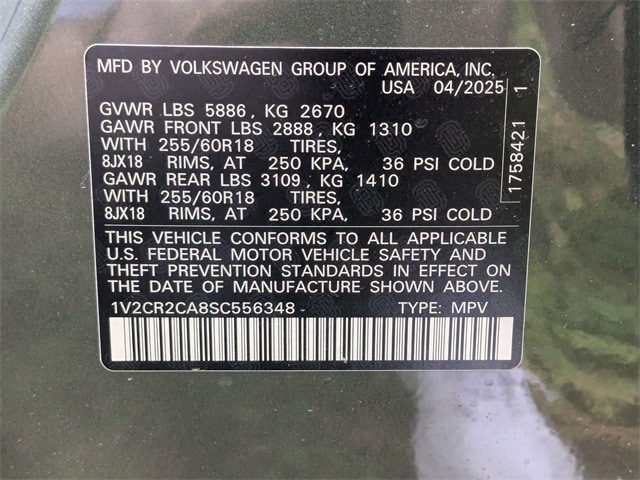 MFD BY VOLKSWAGEN GROUP OF AMERICA, INC.
USA 04/2025
GVWR LBS 5886, KG 2670
GAWR FRONT LBS 2888, KG 1310
WITH 255/60R18 TIRES,
8JX18 RIMS, AT 250 KPA, 36 PSI COLD
GAWR REAR LBS 3109, KG 1410
WITH 255/60R18 TIRES,
8JX18 RIMS, AT 250 KPA, 36 PSI COLD
THIS VEHICLE CONFORMS TO ALL APPLICABLE
U.S. FEDERAL MOTOR VEHICLE SAFETY AND
THEFT PREVENTION STANDARDS IN EFFECT ON
THE DATE OF MANUFACTURE SHOWN ABOVE.
1V2CR2CA8SC556348 TYPE: MPV
1758421 1